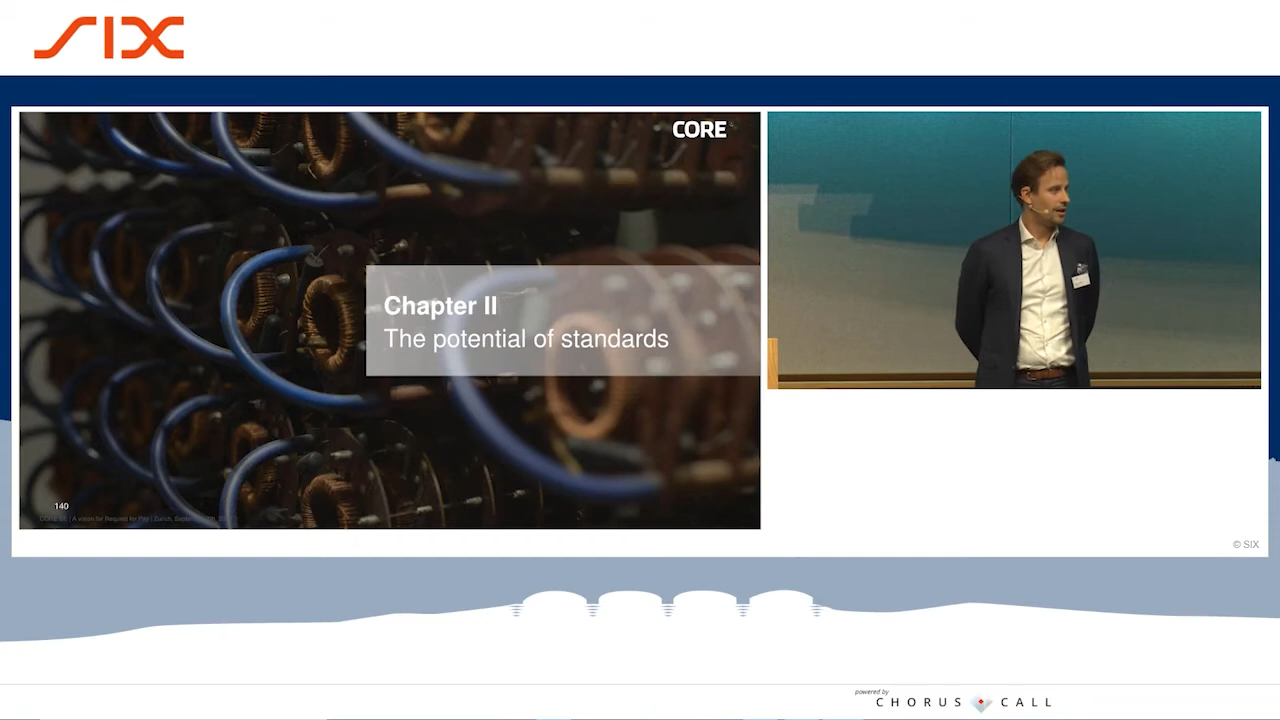 SIX
CORE
Chapter II
The potential of standards
140
© SIX
powered by
CHORUS CALL